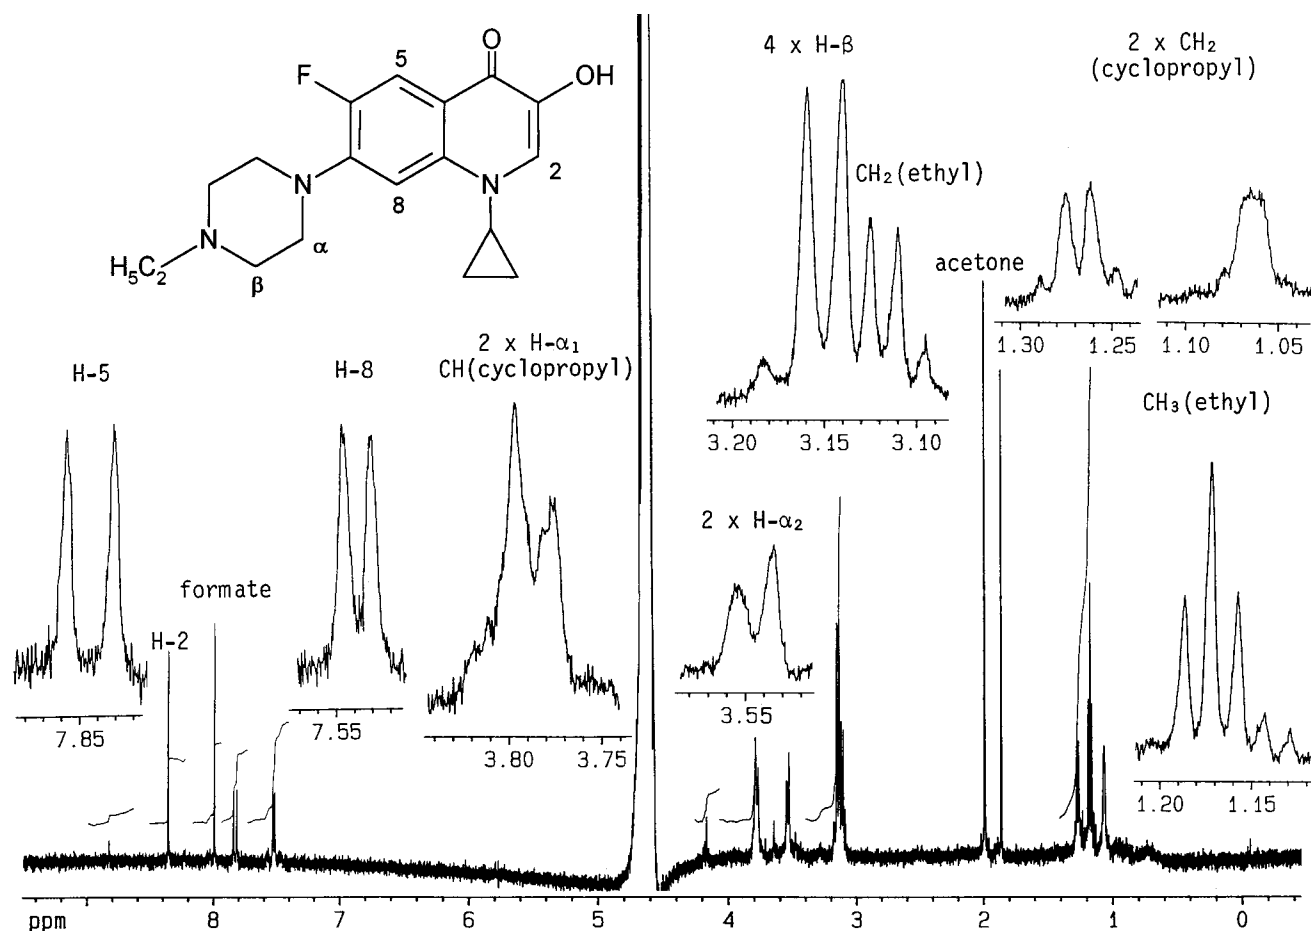 O
F
5
OH
N
N
N
8
2
α
β
H₅C₂
4 x H-β
CH₂(ethyl)
2 x CH₂
(cyclopropyl)
acetone
3.20 3.15 3.10
1.30 1.25
1.10 1.05
H-5
H-8
2 x H-α₁
CH(cyclopropyl)
2 x H-α₂
CH₃(ethyl)
formate
H-2
7.85
7.55
3.80 3.75
3.55
1.20 1.15
ppm 8 7 6 5 4 3 2 1 0